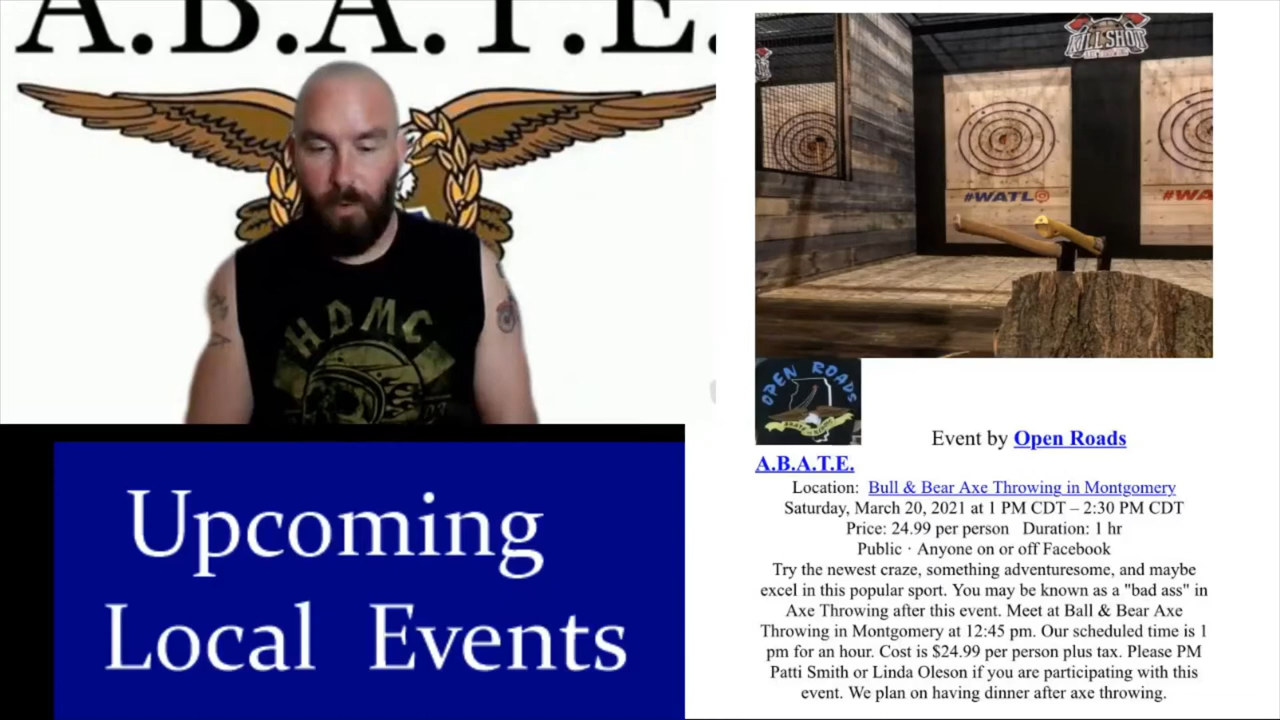 A.B.A.T.E.
HDMC
Upcoming
Local Events
KILLSHOT
#WATL
#WA
OPEN ROADS
Event by Open Roads
A.B.A.T.E.
Location: Bull & Bear Axe Throwing in Montgomery
Saturday, March 20, 2021 at 1 PM CDT – 2:30 PM CDT
Price: 24.99 per person Duration: 1 hr
Public · Anyone on or off Facebook
Try the newest craze, something adventuresome, and maybe
excel in this popular sport. You may be known as a "bad ass" in
Axe Throwing after this event. Meet at Ball & Bear Axe
Throwing in Montgomery at 12:45 pm. Our scheduled time is 1
pm for an hour. Cost is $24.99 per person plus tax. Please PM
Patti Smith or Linda Oleson if you are participating with this
event. We plan on having dinner after axe throwing.